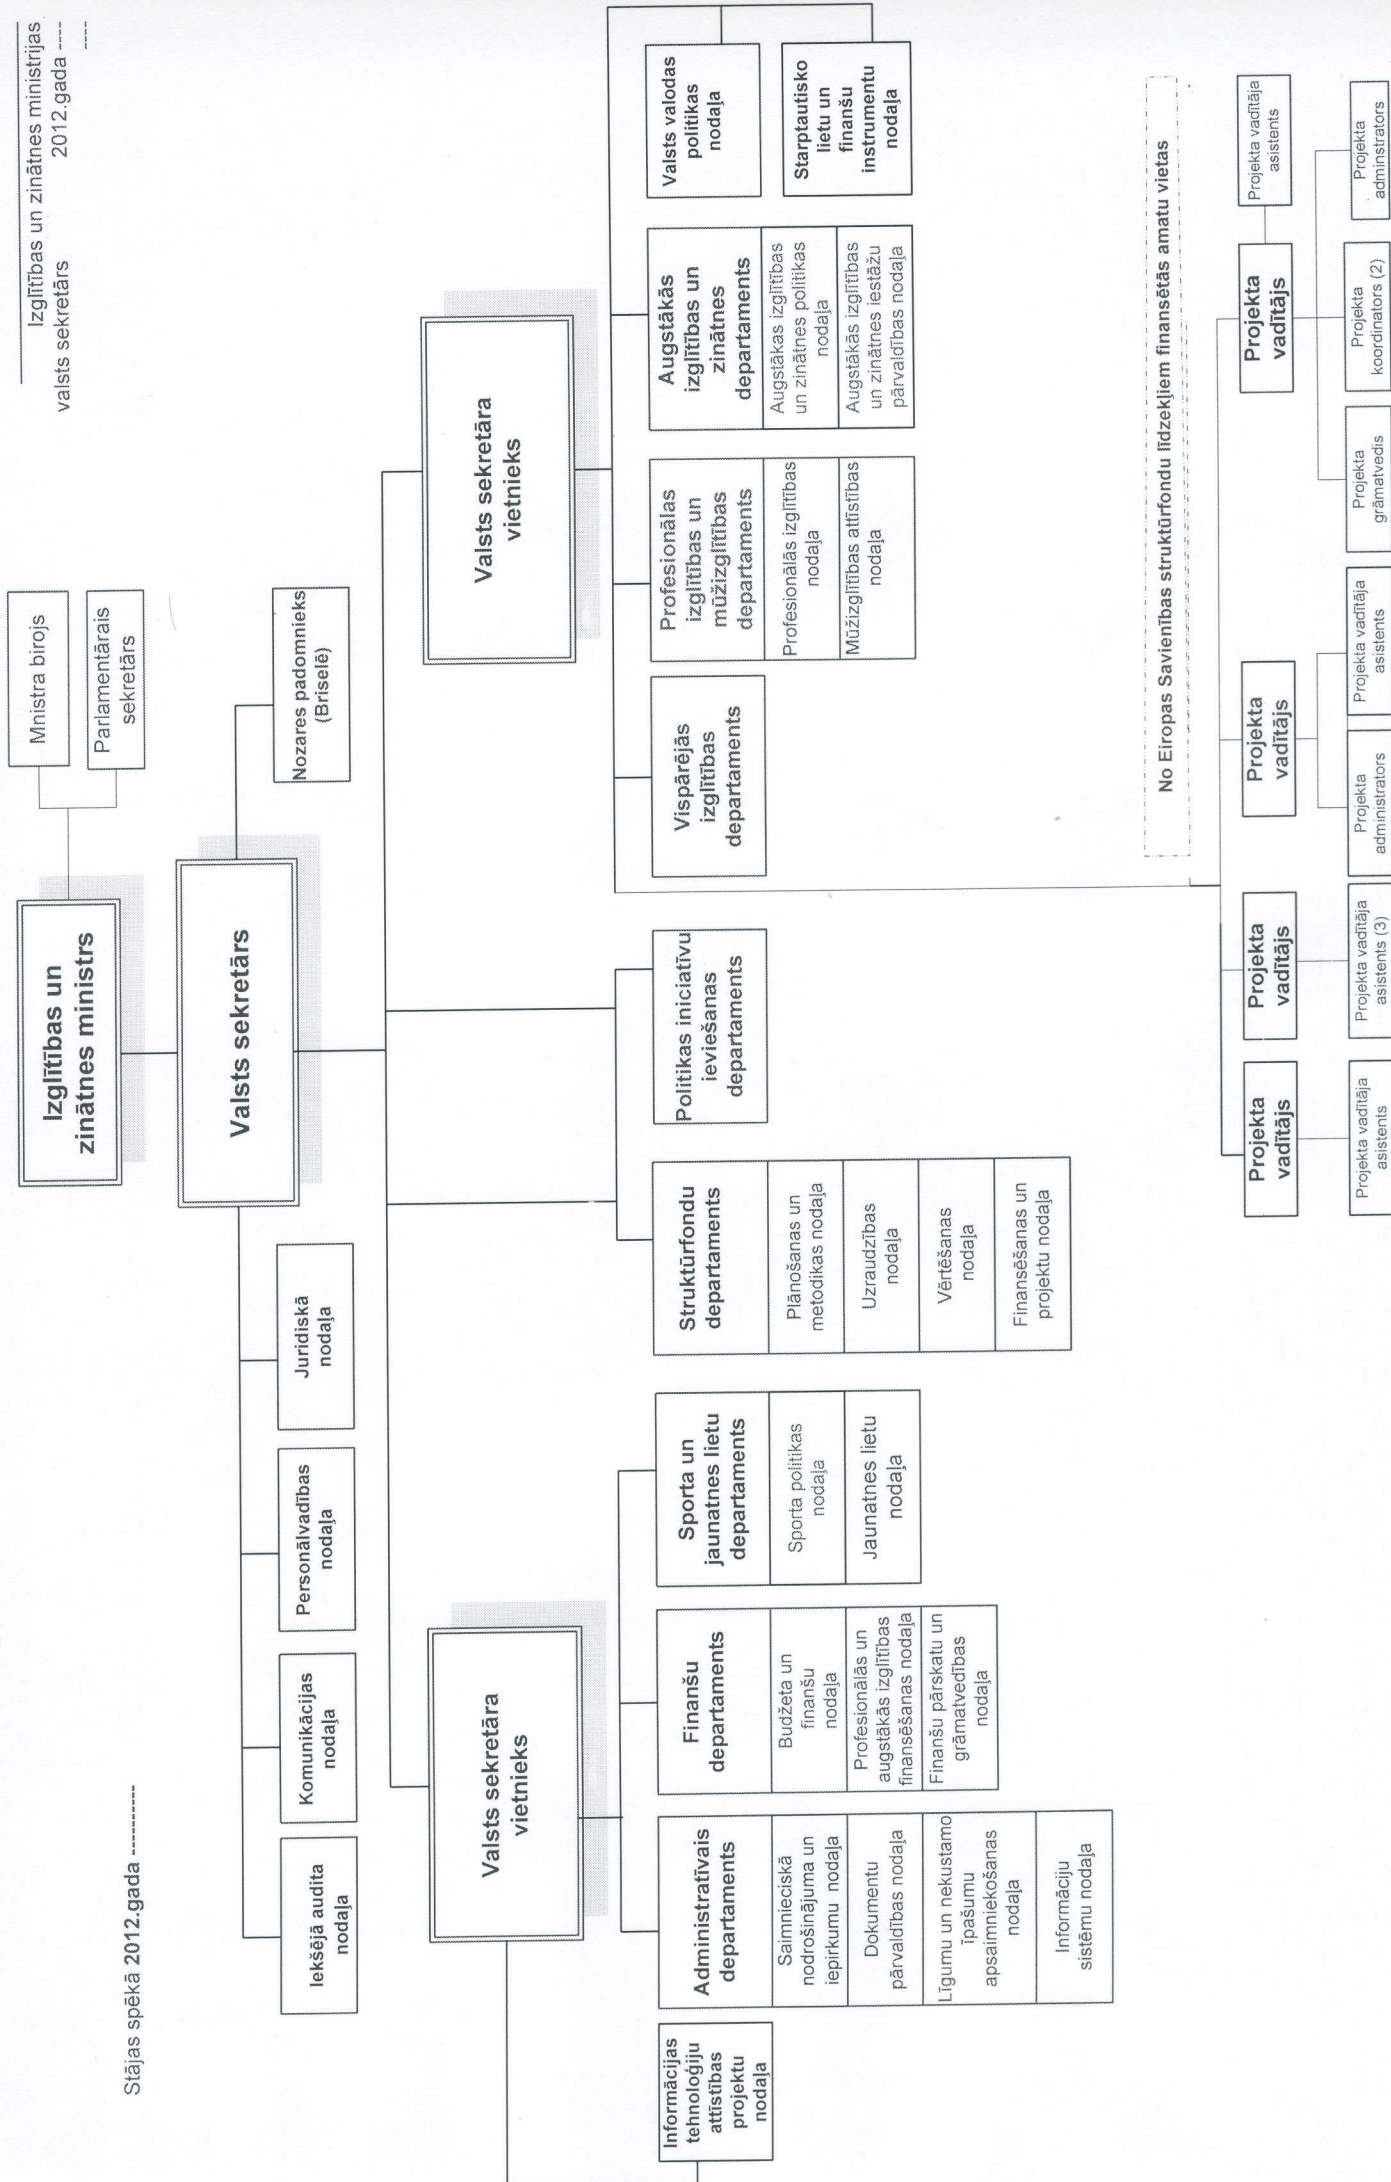 Izglītības un zinātnes ministrijas
valsts sekretārs 2012.gada ----
----
Stājas spēkā 2012.gada -----------
Mnistra birojs
Parlamentārais
sekretārs
Izglītības un
zinātnes ministrs
Valsts sekretārs
Nozares padomnieks
(Briselē)
Iekšējā audita
nodaļa
Komunikācijas
nodaļa
Personālvadības
nodaļa
Juridiskā
nodaļa
Valsts sekretāra
vietnieks
Valsts sekretāra
vietnieks
Informācijas
tehnoloģiju
attīstības
projektu
nodaļa
Administratīvais
departaments
Saimnieciskā
nodrošinājuma un
iepirkumu nodaļa
Dokumentu
pārvaldības nodaļa
Līgumu un nekustamo
īpašumu
apsaimniekošanas
nodaļa
Informāciju
sistēmu nodaļa
Finanšu
departaments
Budžeta un
finanšu
nodaļa
Profesionālās un
augstākās izglītības
finansēšanas nodaļa
Finanšu pārskatu un
grāmatvedības
nodaļa
Sporta un
jaunatnes lietu
departaments
Sporta politikas
nodaļa
Jaunatnes lietu
nodaļa
Struktūrfondu
departaments
Plānošanas un
metodikas nodaļa
Uzraudzības
nodaļa
Vērtēšanas
nodaļa
Finansēšanas un
projektu nodaļa
Politikas iniciatīvu
ieviešanas
departaments
Vispārējās
izglītības
departaments
Profesionālas
izglītības un
mūžizglītības
departaments
Profesionālās izglītības
nodaļa
Mūžizglītības attīstības
nodaļa
Augstākās
izglītības un
zinātnes
departaments
Augstākas izglītības
un zinātnes politikas
nodaļa
Augstākās izglītības
un zinātnes iestāžu
pārvaldības nodaļa
Valsts valodas
politikas
nodaļa
Starptautisko
lietu un
finanšu
instrumentu
nodaļa
No Eiropas Savienības struktūrfondu līdzekļiem finansētās amatu vietas
Projekta
vadītājs
Projekta
vadītājs
Projekta
vadītājs
Projekta
vadītājs
Projekta vadītāja
asistents
Projekta vadītāja
asistents
Projekta vadītāja
asistents (3)
Projekta
administrators
Projekta vadītāja
asistents
Projekta
grāmatvedis
Projekta
koordinators (2)
Projekta
adminstrators